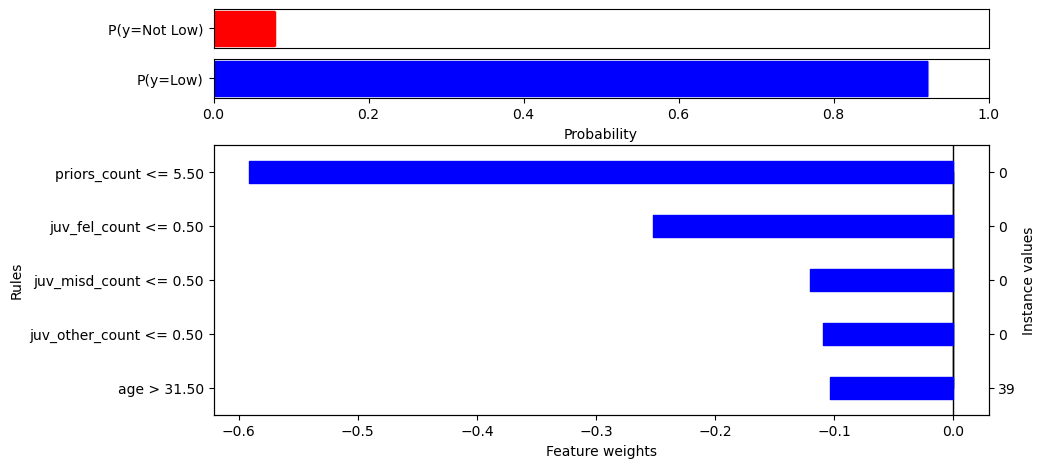 P(y=Not Low)
P(y=Low)
0.0 0.2 0.4 0.6 0.8 1.0
Probability
priors_count <= 5.50 0
juv_fel_count <= 0.50 0
juv_misd_count <= 0.50 0
juv_other_count <= 0.50 0
age > 31.50 39
Rules
Instance values
−0.6 −0.5 −0.4 −0.3 −0.2 −0.1 0.0
Feature weights